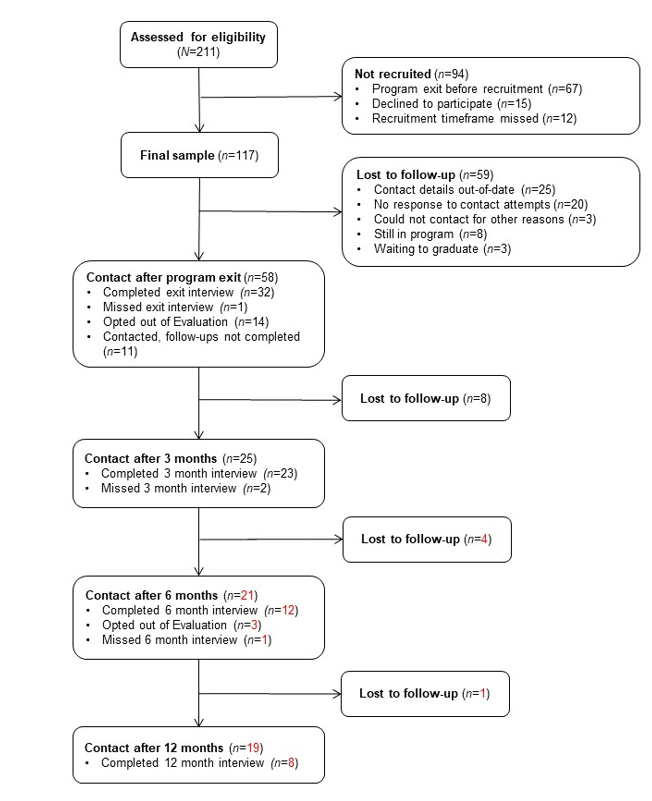 Assessed for eligibility
(N=211)
Not recruited (n=94)
• Program exit before recruitment (n=67)
• Declined to participate (n=15)
• Recruitment timeframe missed (n=12)
Final sample (n=117)
Lost to follow-up (n=59)
• Contact details out-of-date (n=25)
• No response to contact attempts (n=20)
• Could not contact for other reasons (n=3)
• Still in program (n=8)
• Waiting to graduate (n=3)
Contact after program exit (n=58)
• Completed exit interview (n=32)
• Missed exit interview (n=1)
• Opted out of Evaluation (n=14)
• Contacted, follow-ups not completed
(n=11)
Lost to follow-up (n=8)
Contact after 3 months (n=25)
• Completed 3 month interview (n=23)
• Missed 3 month interview (n=2)
Lost to follow-up (n=4)
Contact after 6 months (n=21)
• Completed 6 month interview (n=12)
• Opted out of Evaluation (n=3)
• Missed 6 month interview (n=1)
Lost to follow-up (n=1)
Contact after 12 months (n=19)
• Completed 12 month interview (n=8)